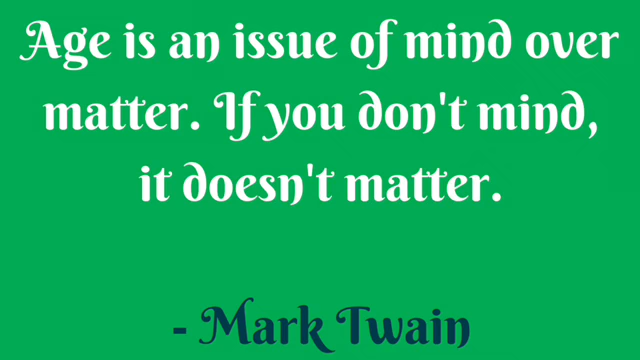 Age is an issue of mind over
matter. If you don't mind,
it doesn't matter.
- Mark Twain